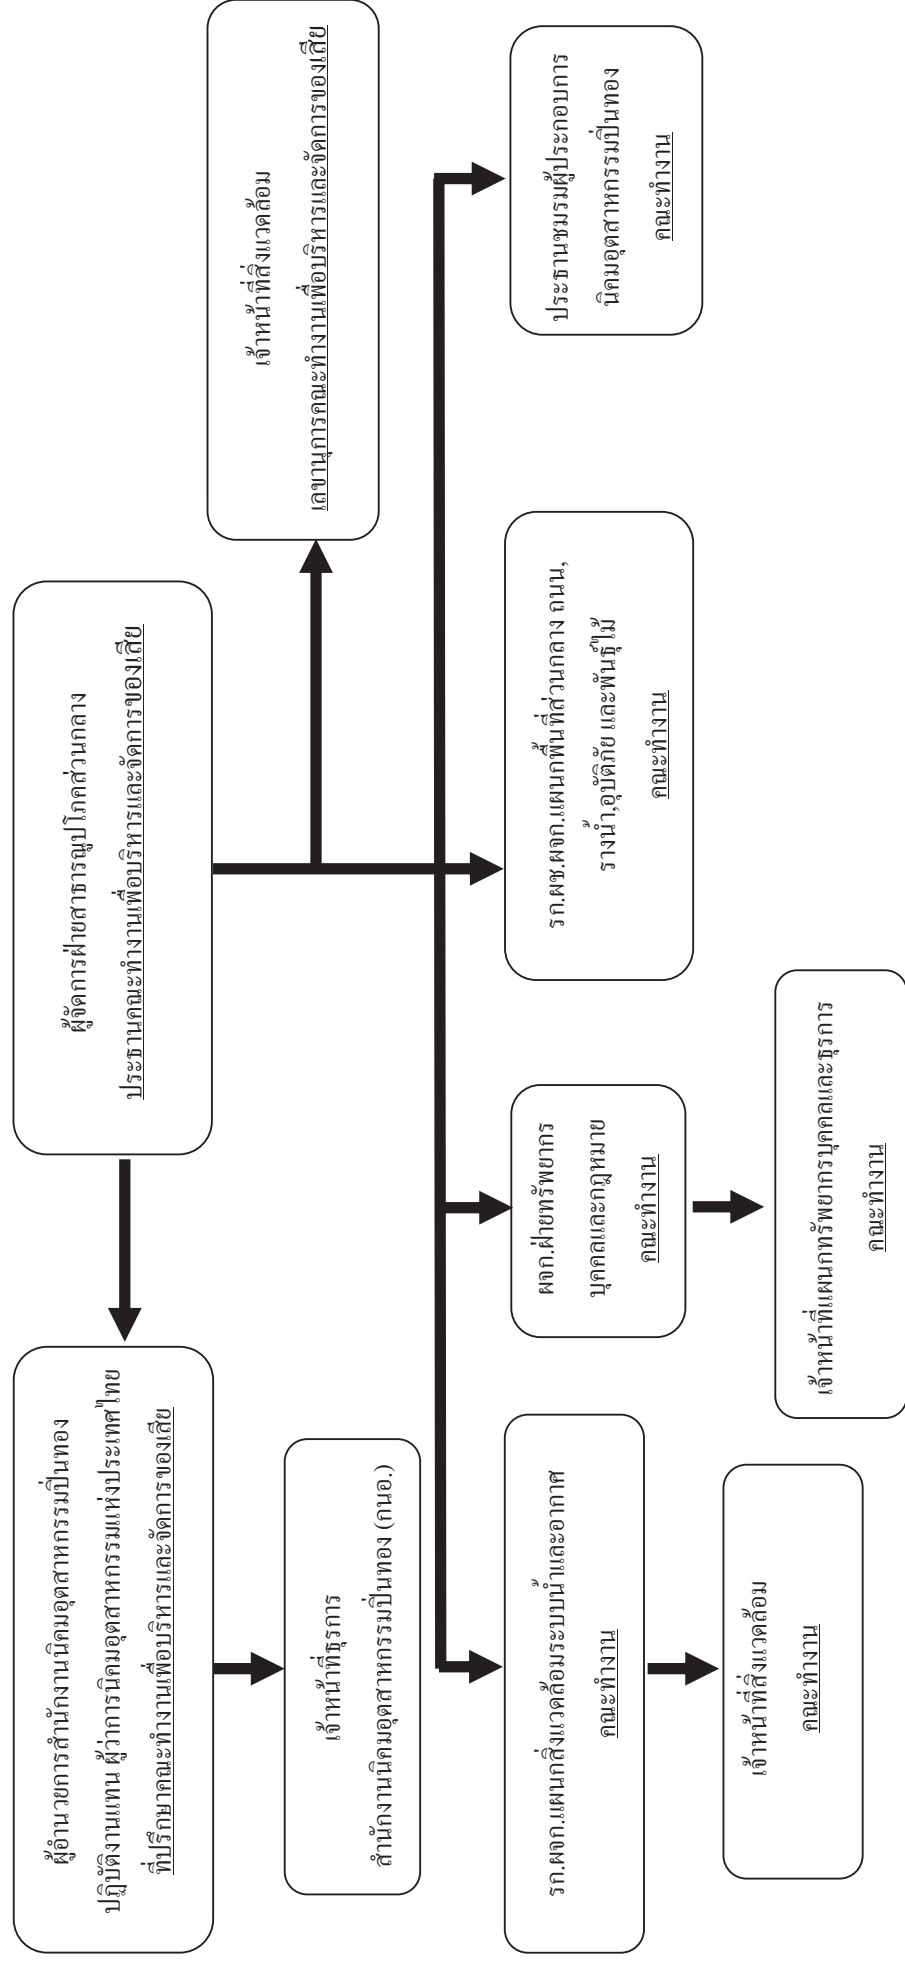 ผู้อำนวยการสำนักงานนิคมอุตสาหกรรมปิ่นทอง
ปฏิบัติงานแทน ผู้ว่าการนิคมอุตสาหกรรมแห่งประเทศไทย
ที่ปรึกษาคณะทำงานเพื่อบริหารและจัดการของเสีย
ผู้จัดการฝ่ายสาธารณูปโภคส่วนกลาง
ประธานคณะทำงานเพื่อบริหารและจัดการของเสีย
เจ้าหน้าที่สิ่งแวดล้อม
เลขานุการคณะทำงานเพื่อบริหารและจัดการของเสีย
เจ้าหน้าที่ธุรการ
สำนักงานนิคมอุตสาหกรรมปิ่นทอง (กนอ.)
รก.ผจก.แผนกสิ่งแวดล้อมระบบน้ำและอากาศ
คณะทำงาน
ผจก.ฝ่ายทรัพยากร
บุคคลและกฎหมาย
คณะทำงาน
รก.ผช.ผจก.แผนกพื้นที่ส่วนกลาง ถนน,
รางน้ำ,อุบัติภัย และพันธุ์ไม้
คณะทำงาน
ประธานชมรมผู้ประกอบการ
นิคมอุตสาหกรรมปิ่นทอง
คณะทำงาน
เจ้าหน้าที่สิ่งแวดล้อม
คณะทำงาน
เจ้าหน้าที่แผนกทรัพยากรบุคคลและธุรการ
คณะทำงาน